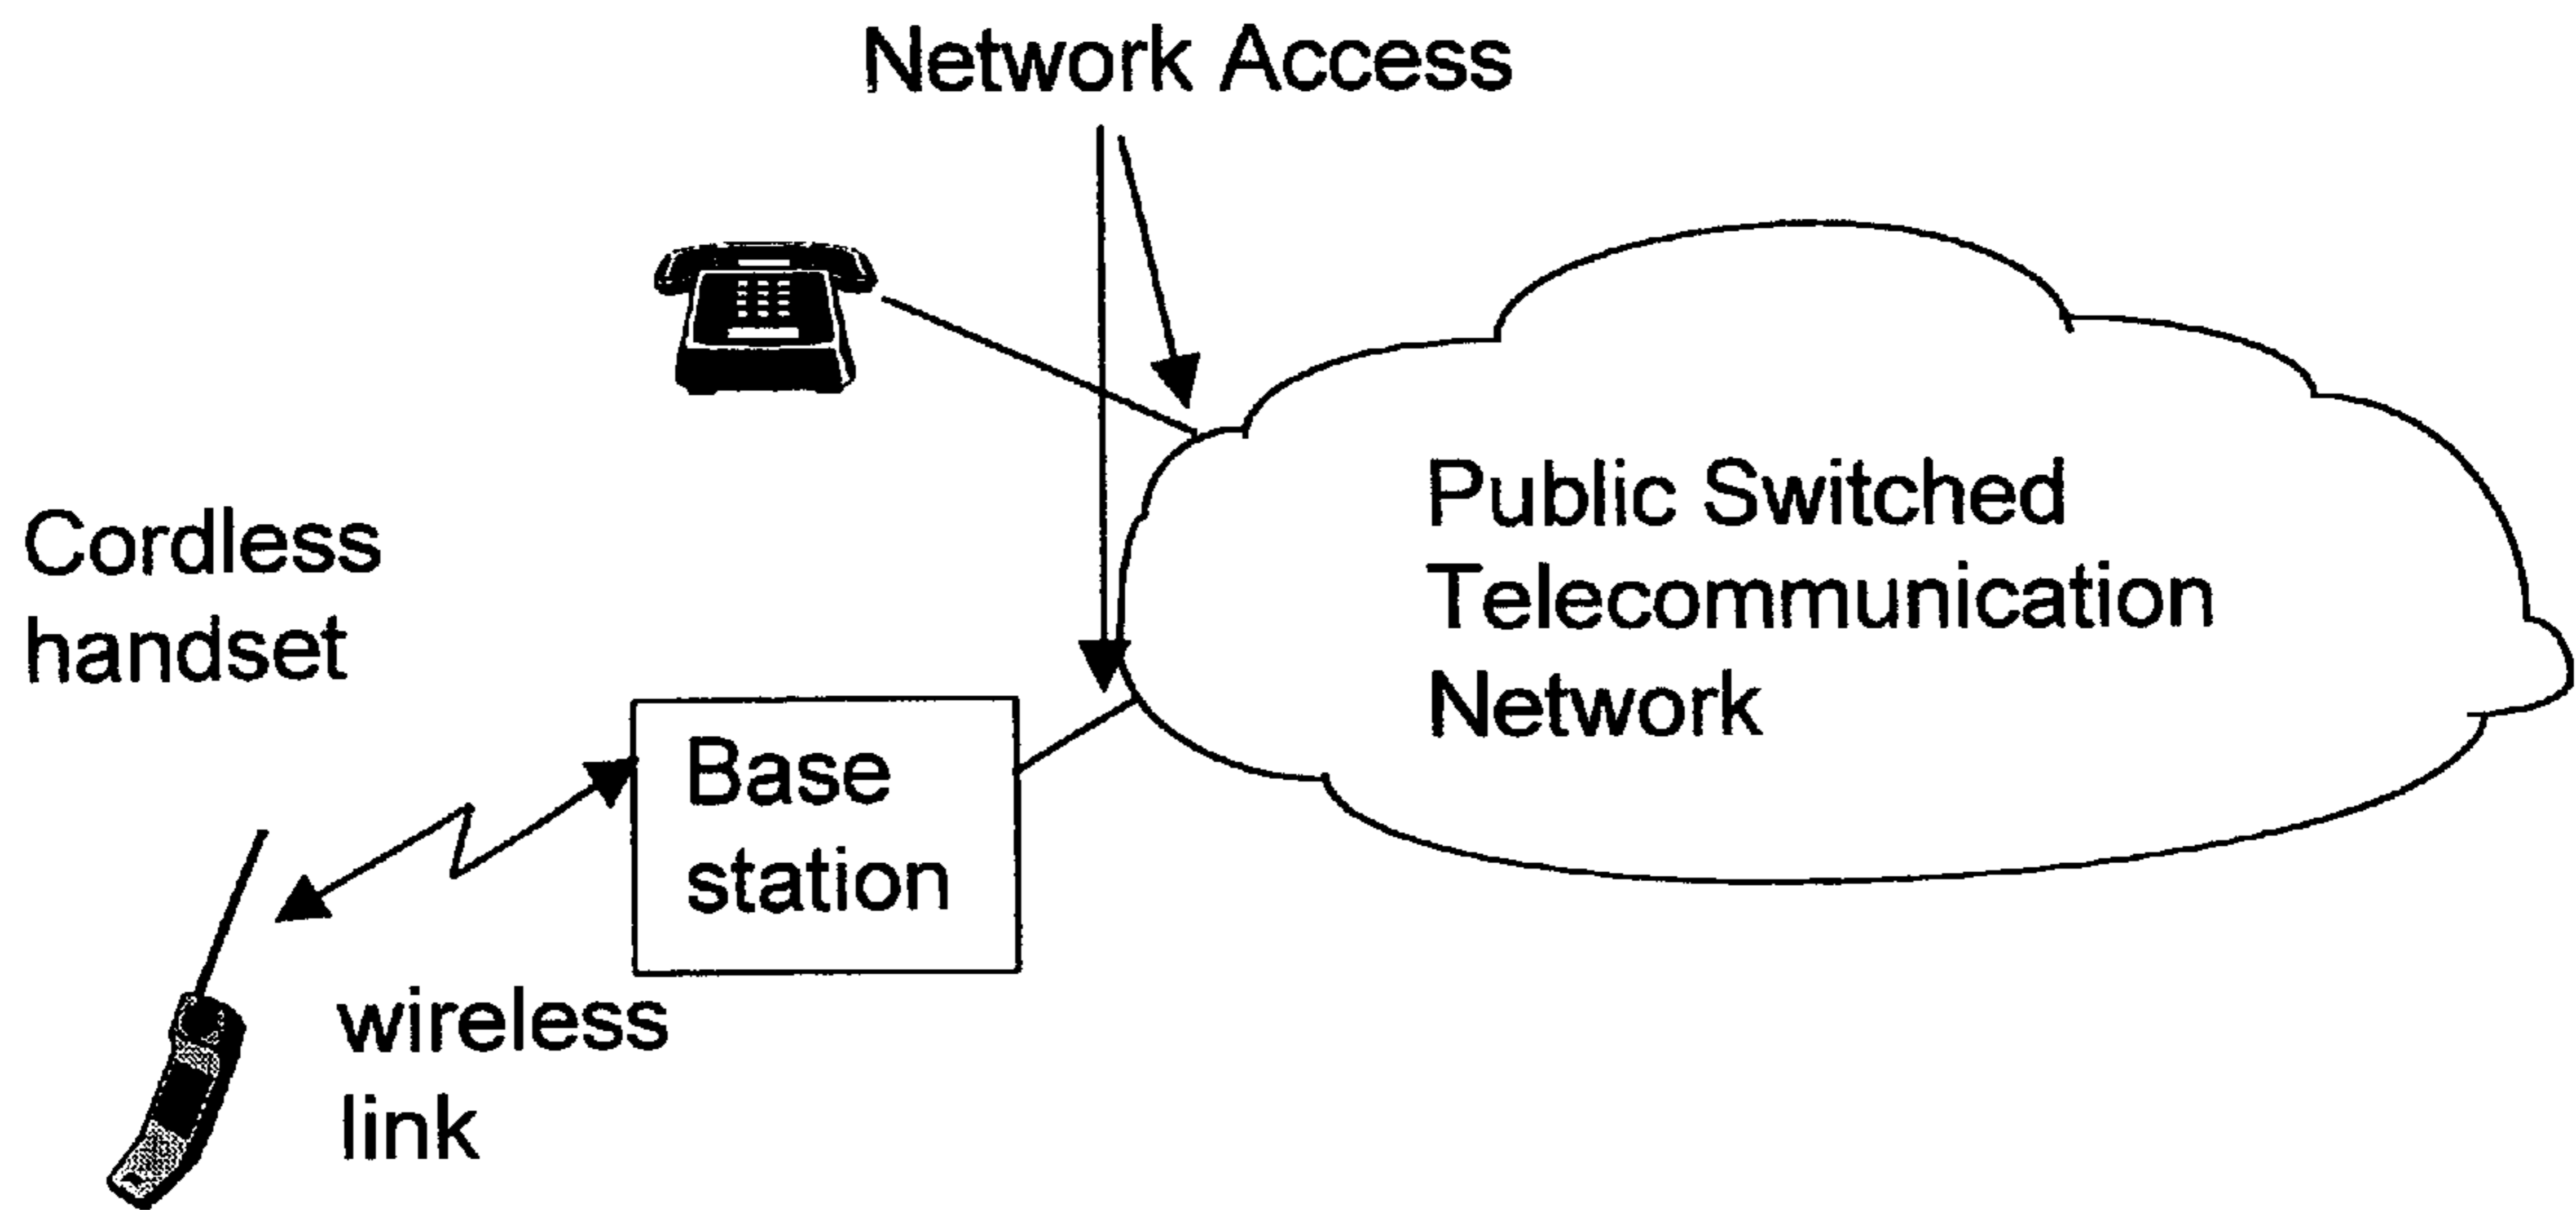 Network Access
Cordless
handset
Public Switched
Telecommunication
Network
Base
station
wireless
link